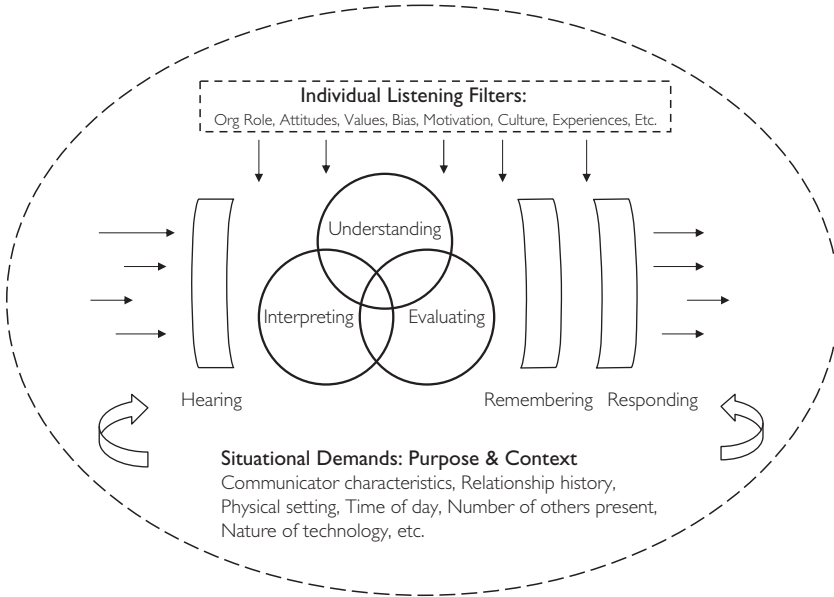 Individual Listening Filters:
Org Role, Attitudes, Values, Bias, Motivation, Culture, Experiences, Etc.
Understanding
Interpreting
Evaluating
Hearing
Remembering
Responding
Situational Demands: Purpose & Context
Communicator characteristics, Relationship history,
Physical setting, Time of day, Number of others present,
Nature of technology, etc.